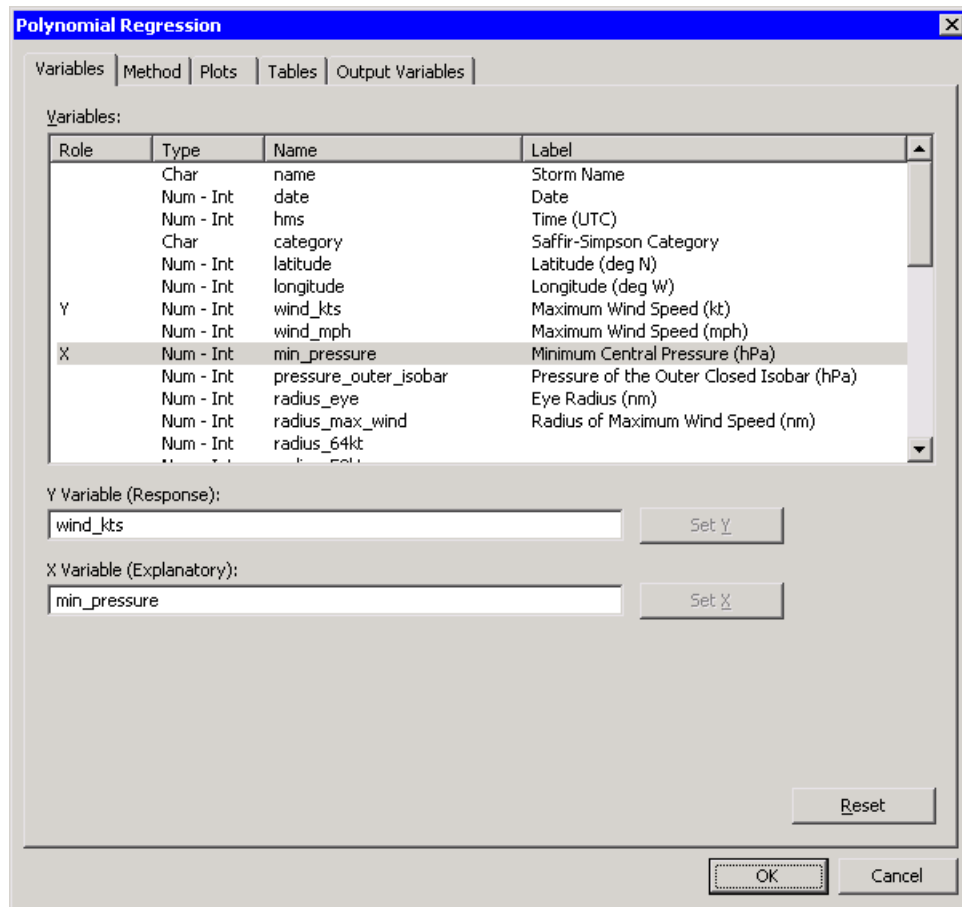 Polynomial Regression
Variables Method Plots Tables Output Variables
Variables:
Role Type Name Label
Char name Storm Name
Num - Int date Date
Num - Int hms Time (UTC)
Char category Saffir-Simpson Category
Num - Int latitude Latitude (deg N)
Num - Int longitude Longitude (deg W)
Y Num - Int wind_kts Maximum Wind Speed (kt)
Num - Int wind_mph Maximum Wind Speed (mph)
X Num - Int min_pressure Minimum Central Pressure (hPa)
Num - Int pressure_outer_isobar Pressure of the Outer Closed Isobar (hPa)
Num - Int radius_eye Eye Radius (nm)
Num - Int radius_max_wind Radius of Maximum Wind Speed (nm)
Num - Int radius_64kt
Y Variable (Response):
wind_kts Set Y
X Variable (Explanatory):
min_pressure Set X
Reset
OK Cancel